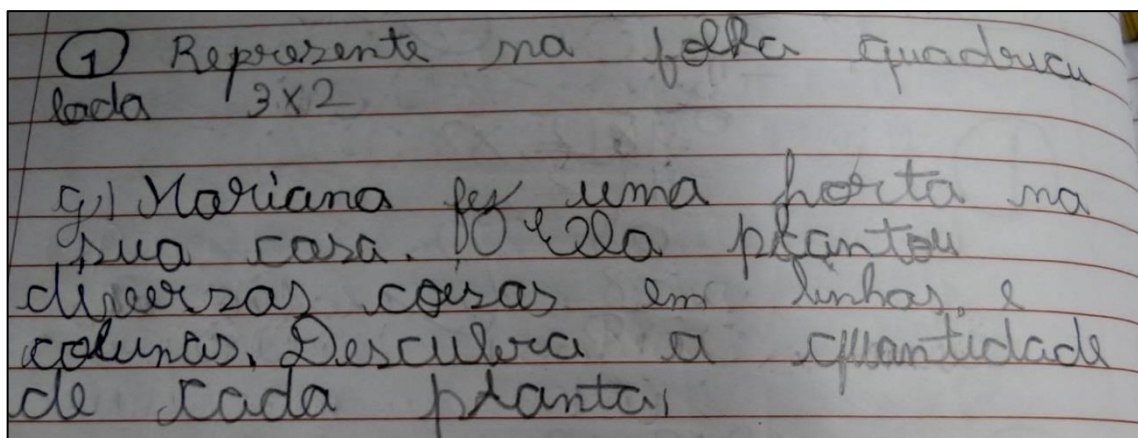 1 Represente na folha quadricu
lada 3x2
g) Mariana fez uma horta na
sua casa. Ela plantou
diversas coisas em linhas, e
colunas. Descubra a quantidade
de cada planta,